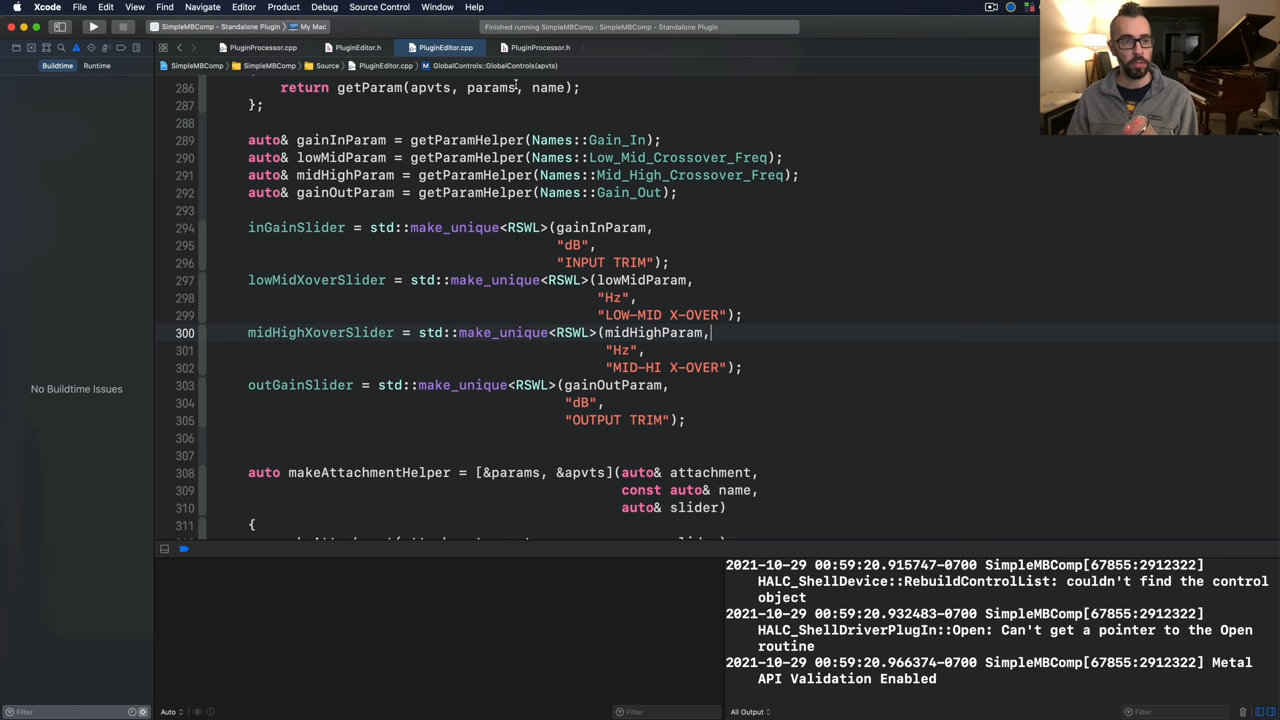 Xcode File Edit View Find Navigate Editor Product Debug Source Control Window Help
SimpleMBComp - Standalone Plugin My Mac Finished running SimpleMBComp : Standalone Plugin
PluginProcessor.cpp PluginEditor.h PluginEditor.cpp PluginProcessor.h
Buildtime Runtime SimpleMBComp SimpleMBComp Source PluginEditor.cpp M GlobalControls::GlobalControls(apvts)
286 return getParam(apvts, params, name);
287 };
288
289 auto& gainInParam = getParamHelper(Names::Gain_In);
290 auto& lowMidParam = getParamHelper(Names::Low_Mid_Crossover_Freq);
291 auto& midHighParam = getParamHelper(Names::Mid_High_Crossover_Freq);
292 auto& gainOutParam = getParamHelper(Names::Gain_Out);
293
294 inGainSlider = std::make_unique<RSWL>(gainInParam,
295 "dB",
296 "INPUT TRIM");
297 lowMidXoverSlider = std::make_unique<RSWL>(lowMidParam,
298 "Hz",
299 "LOW-MID X-OVER");
300 midHighXoverSlider = std::make_unique<RSWL>(midHighParam,
301 "Hz",
302 "MID-HI X-OVER");
303 outGainSlider = std::make_unique<RSWL>(gainOutParam,
304 "dB",
305 "OUTPUT TRIM");
306
307
308 auto makeAttachmentHelper = [&params, &apvts](auto& attachment,
309 const auto& name,
310 auto& slider)
311 {
No Buildtime Issues
2021-10-29 00:59:20.915747-0700 SimpleMBComp[67855:2912322]
HALC_ShellDevice::RebuildControlList: couldn't find the control
object
2021-10-29 00:59:20.932483-0700 SimpleMBComp[67855:2912322]
HALC_ShellDriverPlugIn::Open: Can't get a pointer to the Open
routine
2021-10-29 00:59:20.966374-0700 SimpleMBComp[67855:2912322] Metal
API Validation Enabled
Filter Auto Filter All Output Filter